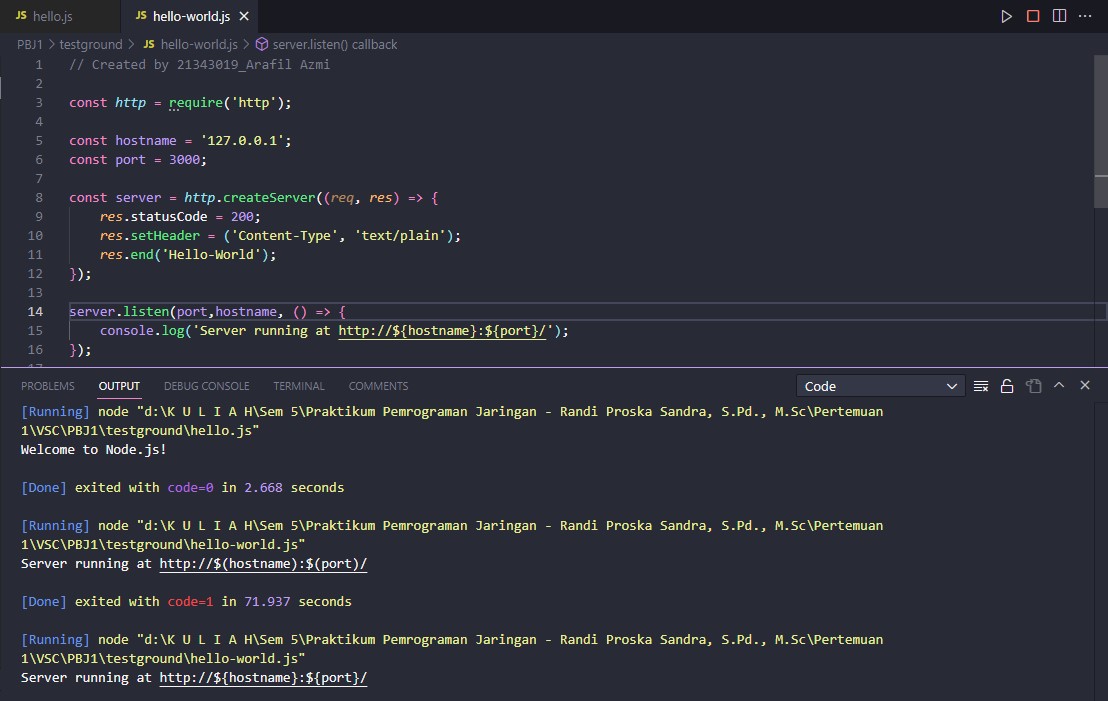 JS hello.js JS hello-world.js
PBJ1 > testground > JS hello-world.js > server.listen() callback
1 // Created by 21343019_Arafil Azmi
2
3 const http = require('http');
4
5 const hostname = '127.0.0.1';
6 const port = 3000;
7
8 const server = http.createServer((req, res) => {
9 res.statusCode = 200;
10 res.setHeader = ('Content-Type', 'text/plain');
11 res.end('Hello-World');
12 });
13
14 server.listen(port,hostname, () => {
15 console.log('Server running at http://${hostname}:${port}/');
16 });
17
PROBLEMS OUTPUT DEBUG CONSOLE TERMINAL COMMENTS Code
[Running] node "d:\K U L I A H\Sem 5\Praktikum Pemrograman Jaringan - Randi Proska Sandra, S.Pd., M.Sc\Pertemuan
1\VSC\PBJ1\testground\hello.js"
Welcome to Node.js!
[Done] exited with code=0 in 2.668 seconds
[Running] node "d:\K U L I A H\Sem 5\Praktikum Pemrograman Jaringan - Randi Proska Sandra, S.Pd., M.Sc\Pertemuan
1\VSC\PBJ1\testground\hello-world.js"
Server running at http://$(hostname):$(port)/
[Done] exited with code=1 in 71.937 seconds
[Running] node "d:\K U L I A H\Sem 5\Praktikum Pemrograman Jaringan - Randi Proska Sandra, S.Pd., M.Sc\Pertemuan
1\VSC\PBJ1\testground\hello-world.js"
Server running at http://${hostname}:${port}/